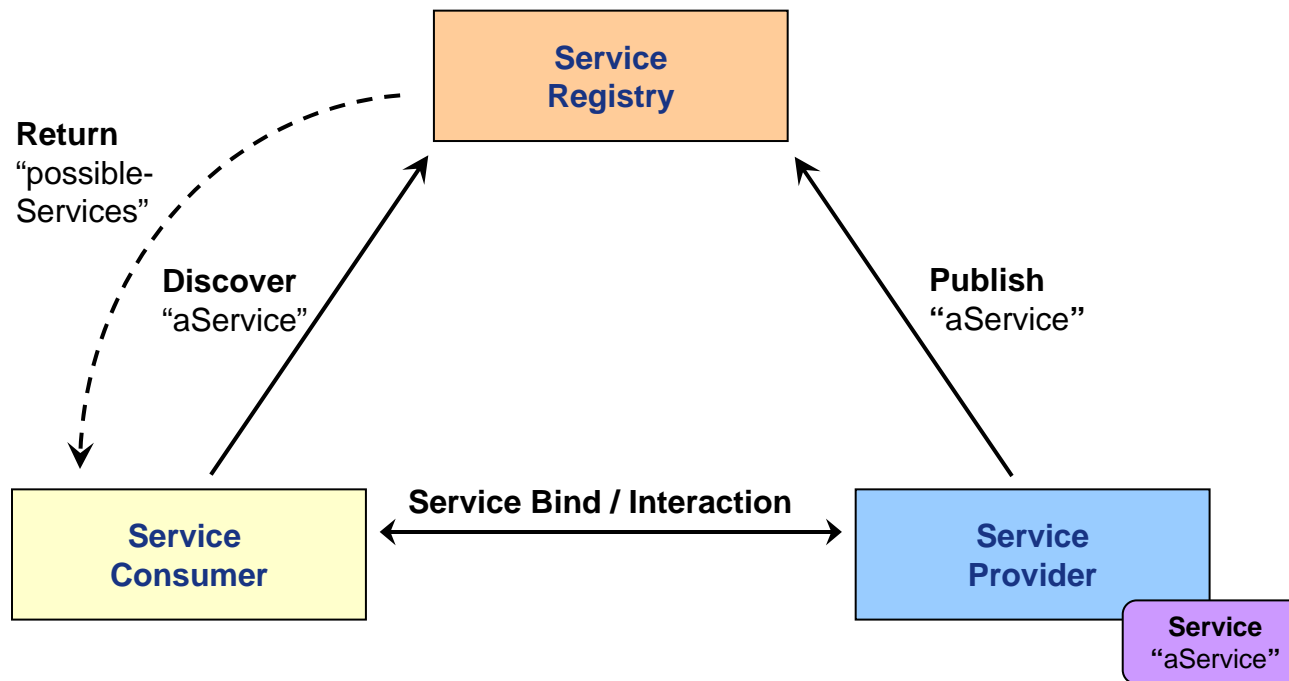 Service
Registry
Return
“possible-
Services”
Discover
“aService”
Publish
“aService”
Service Bind / Interaction
Service
Consumer
Service
Provider
Service
“aService”